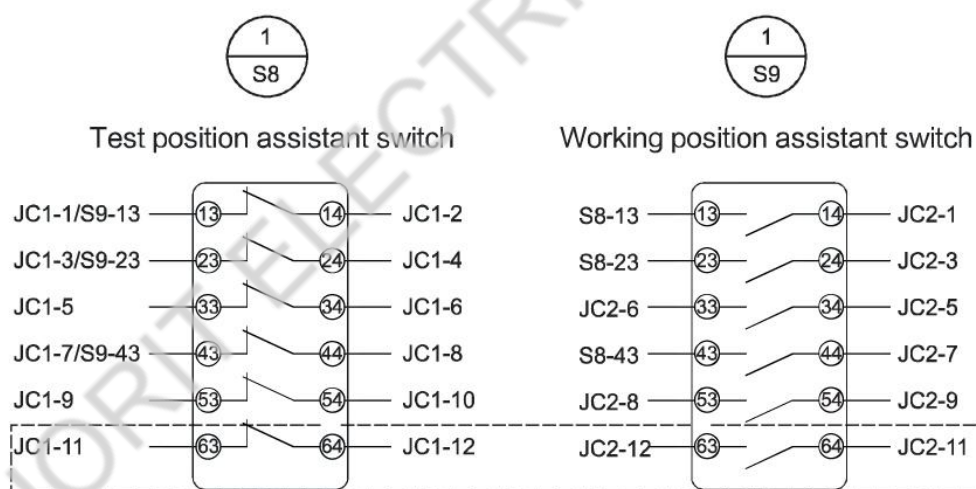 1
S8
1
S9
Test position assistant switch
Working position assistant switch
JC1-1/S9-13 13 14 JC1-2
S8-13 13 14 JC2-1
JC1-3/S9-23 23 24 JC1-4
S8-23 23 24 JC2-3
JC1-5 33 34 JC1-6
JC2-6 33 34 JC2-5
JC1-7/S9-43 43 44 JC1-8
S8-43 43 44 JC2-7
JC1-9 53 54 JC1-10
JC2-8 53 54 JC2-9
JC1-11 63 64 JC1-12
JC2-12 63 64 JC2-11